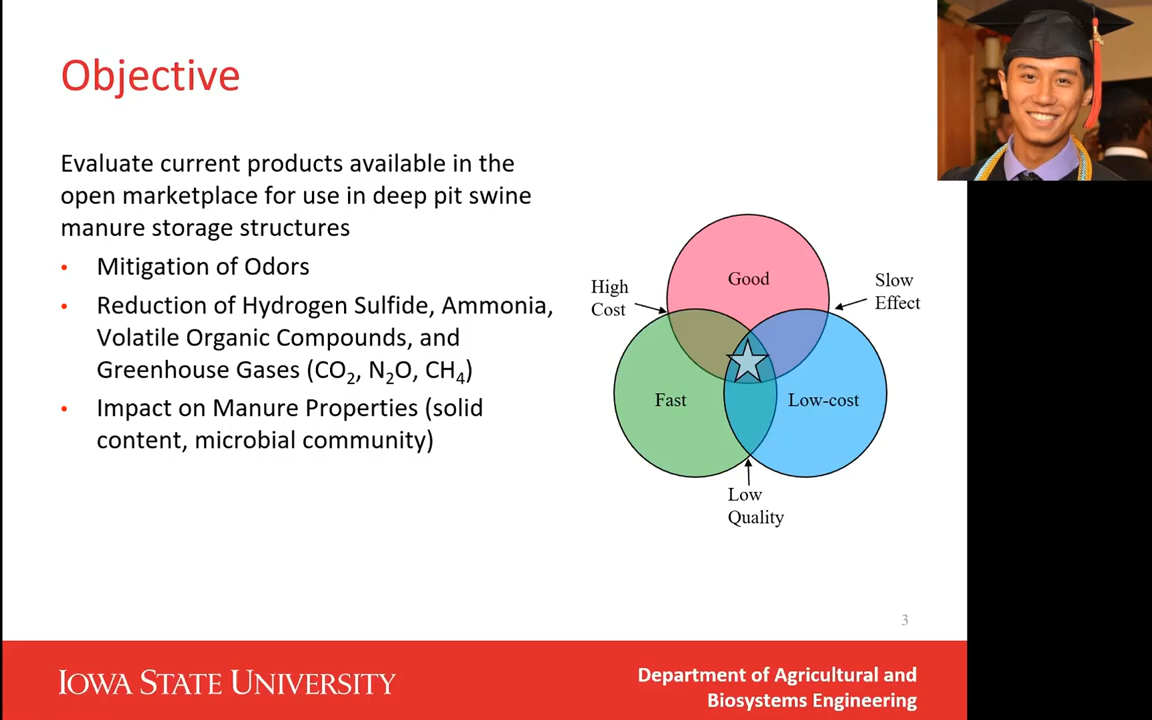 Objective
Evaluate current products available in the
open marketplace for use in deep pit swine
manure storage structures
• Mitigation of Odors
• Reduction of Hydrogen Sulfide, Ammonia,
Volatile Organic Compounds, and
Greenhouse Gases (CO₂, N₂O, CH₄)
• Impact on Manure Properties (solid
content, microbial community)
Good
High
Cost
Slow
Effect
Fast
Low-cost
Low
Quality
3
IOWA STATE UNIVERSITY
Department of Agricultural and
Biosystems Engineering